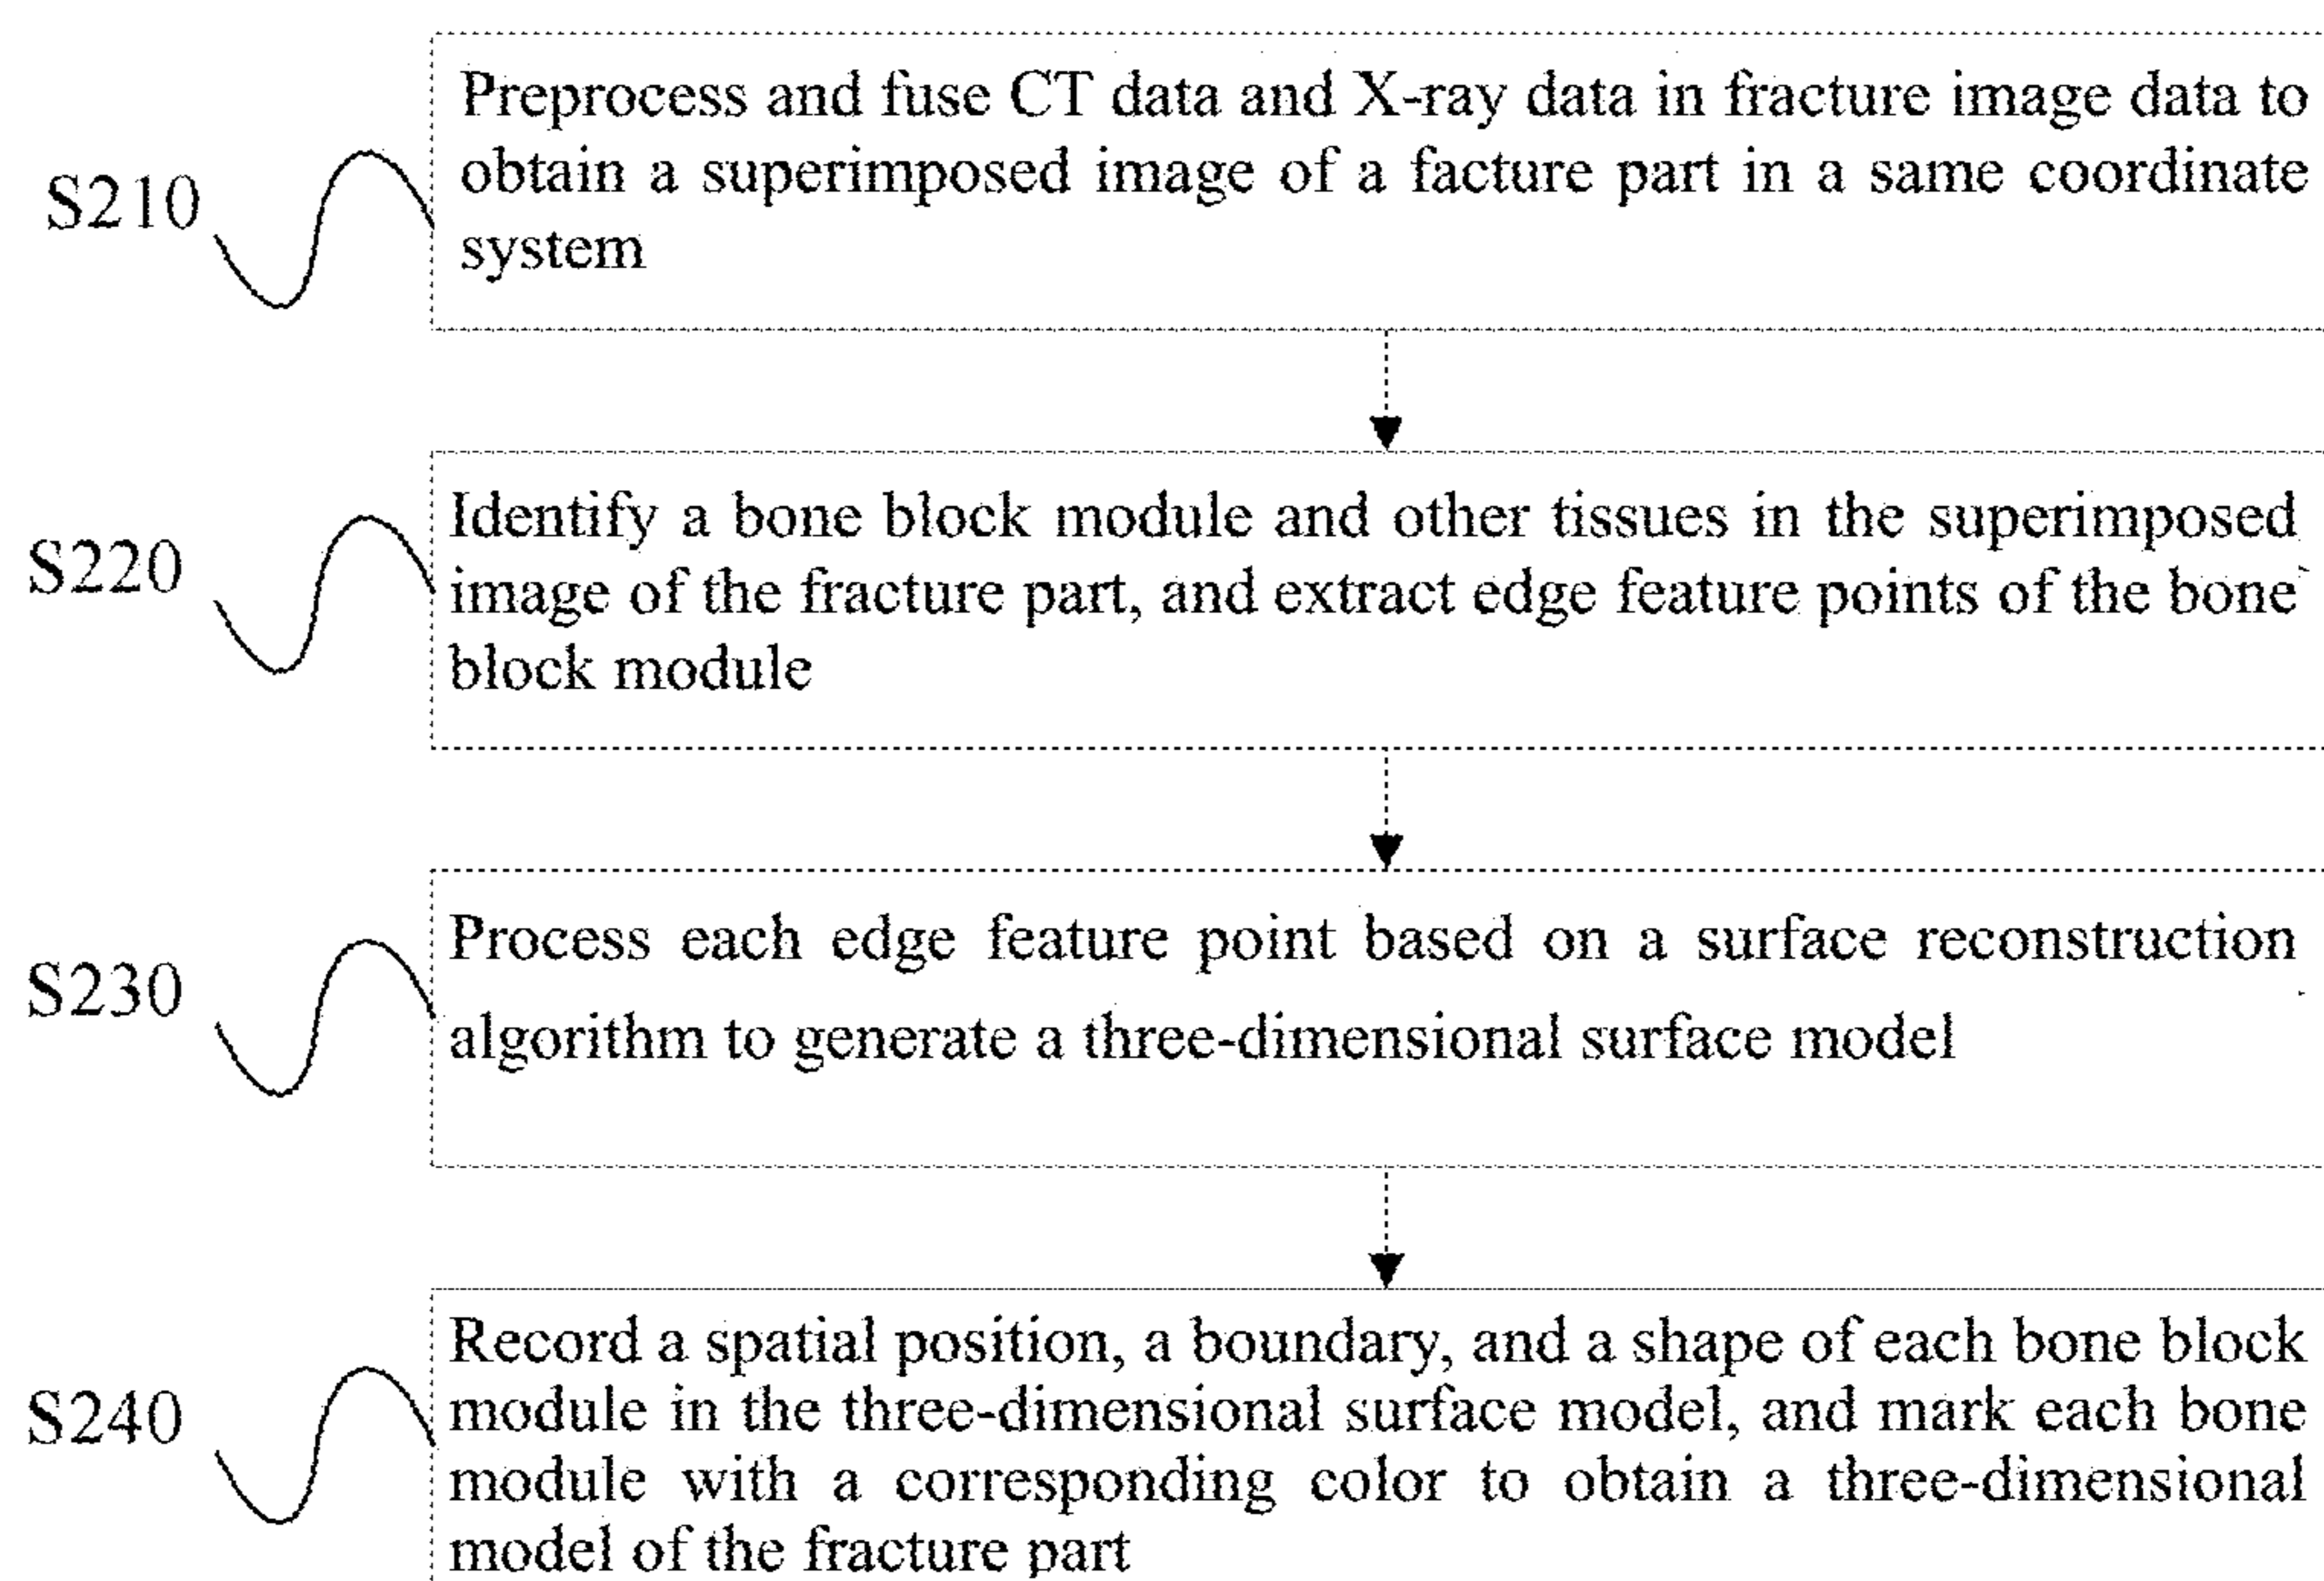 Preprocess and fuse CT data and X-ray data in fracture image data to
obtain a superimposed image of a facture part in a same coordinate
system
S210
Identify a bone block module and other tissues in the superimposed
image of the fracture part, and extract edge feature points of the bone
block module
S220
Process each edge feature point based on a surface reconstruction
algorithm to generate a three-dimensional surface model
S230
Record a spatial position, a boundary, and a shape of each bone block
module in the three-dimensional surface model, and mark each bone
module with a corresponding color to obtain a three-dimensional
model of the fracture part
S240